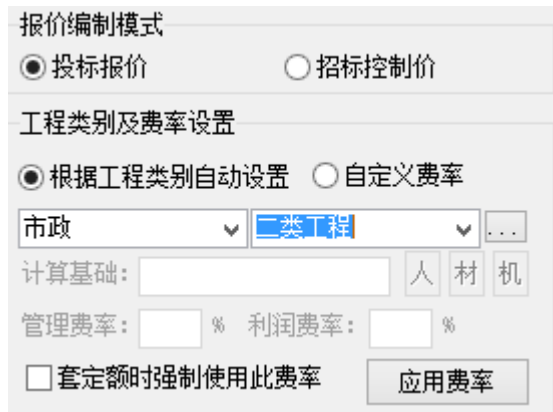 报价编制模式
投标报价 招标控制价
工程类别及费率设置
根据工程类别自动设置 自定义费率
市政 二类工程 ...
计算基础: 人 材 机
管理费率: % 利润费率: %
套定额时强制使用此费率 应用费率